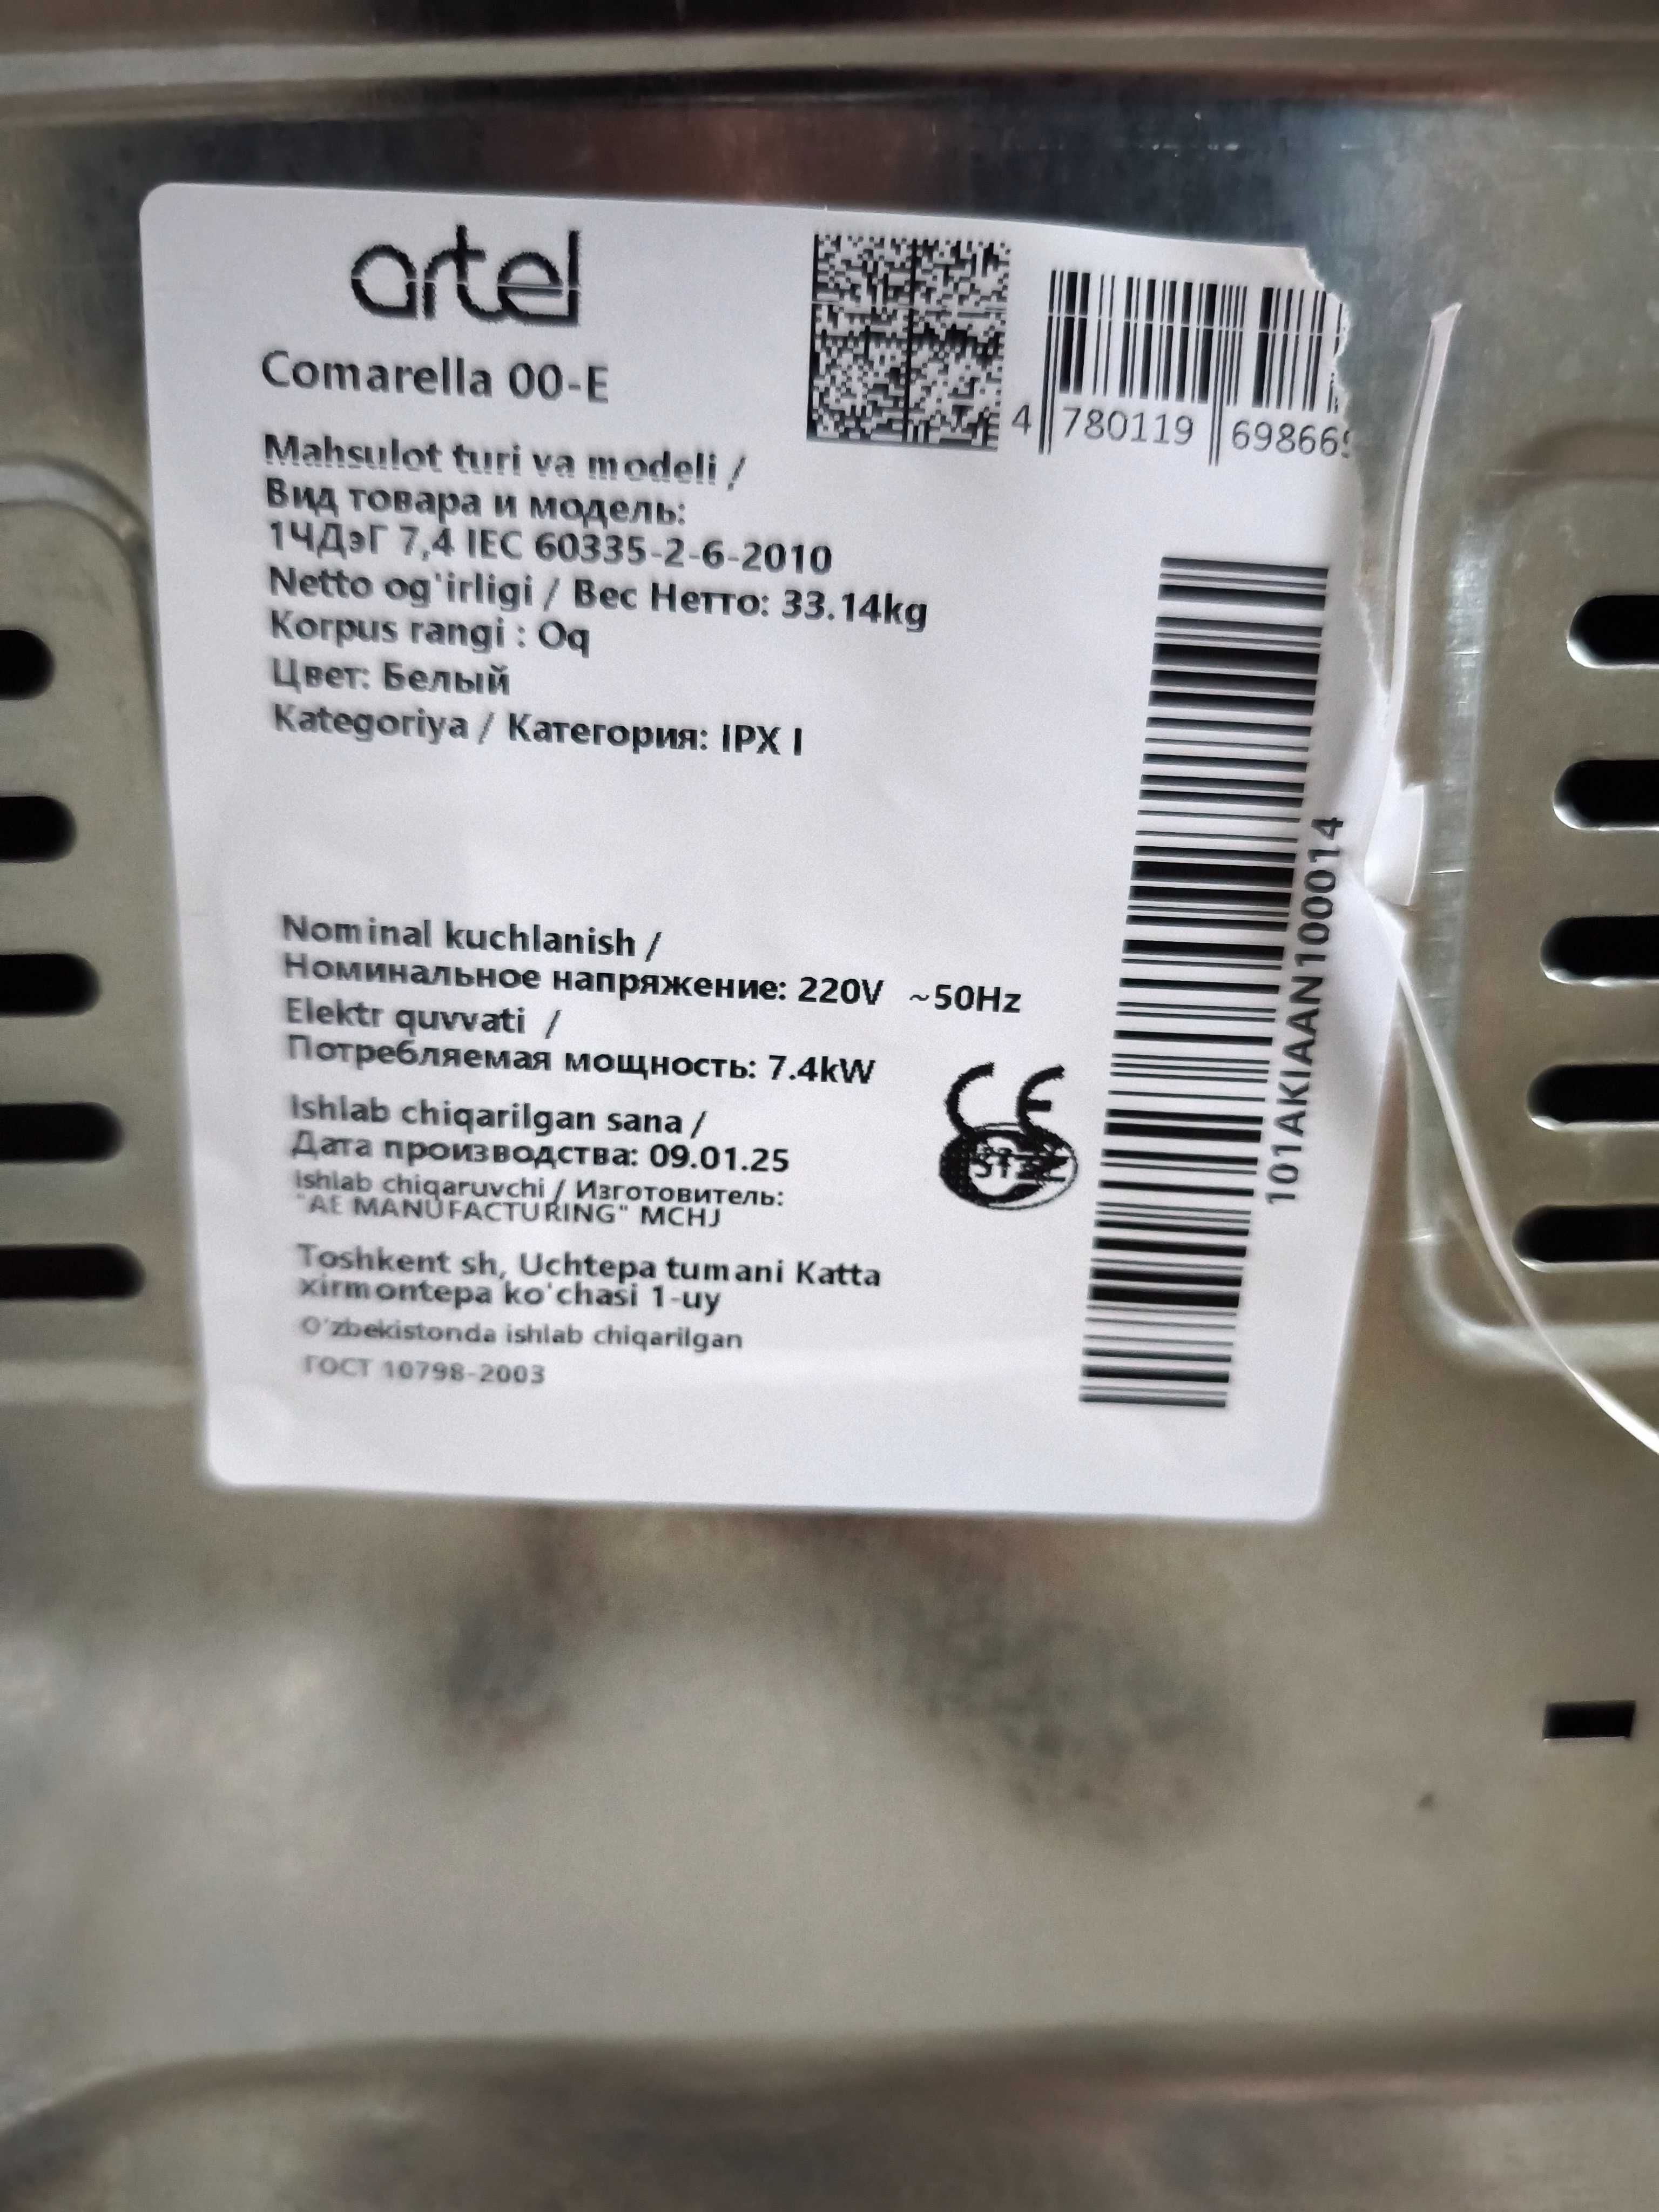 artel
Comarella 00-E
4 780119 69866
Mahsulot turi va modeli /
Вид товара и модель:
1ЧДэГ 7,4 IEC 60335-2-6-2010
Netto og'irligi / Вес Нетто: 33.14kg
Korpus rangi : Oq
Цвет: Белый
Kategoriya / Категория: IPX I
Nominal kuchlanish /
Номинальное напряжение: 220V ~50Hz
Elektr quvvati /
Потребляемая мощность: 7.4kW
Ishlab chiqarilgan sana /
Дата производства: 09.01.25
Ishlab chiqaruvchi / Изготовитель:
"AE MANUFACTURING" MCHJ
Toshkent sh, Uchtepa tumani Katta
xirmontepa ko'chasi 1-uy
O'zbekistonda ishlab chiqarilgan
ГОСТ 10798-2003
CE
101AKIAAN100014